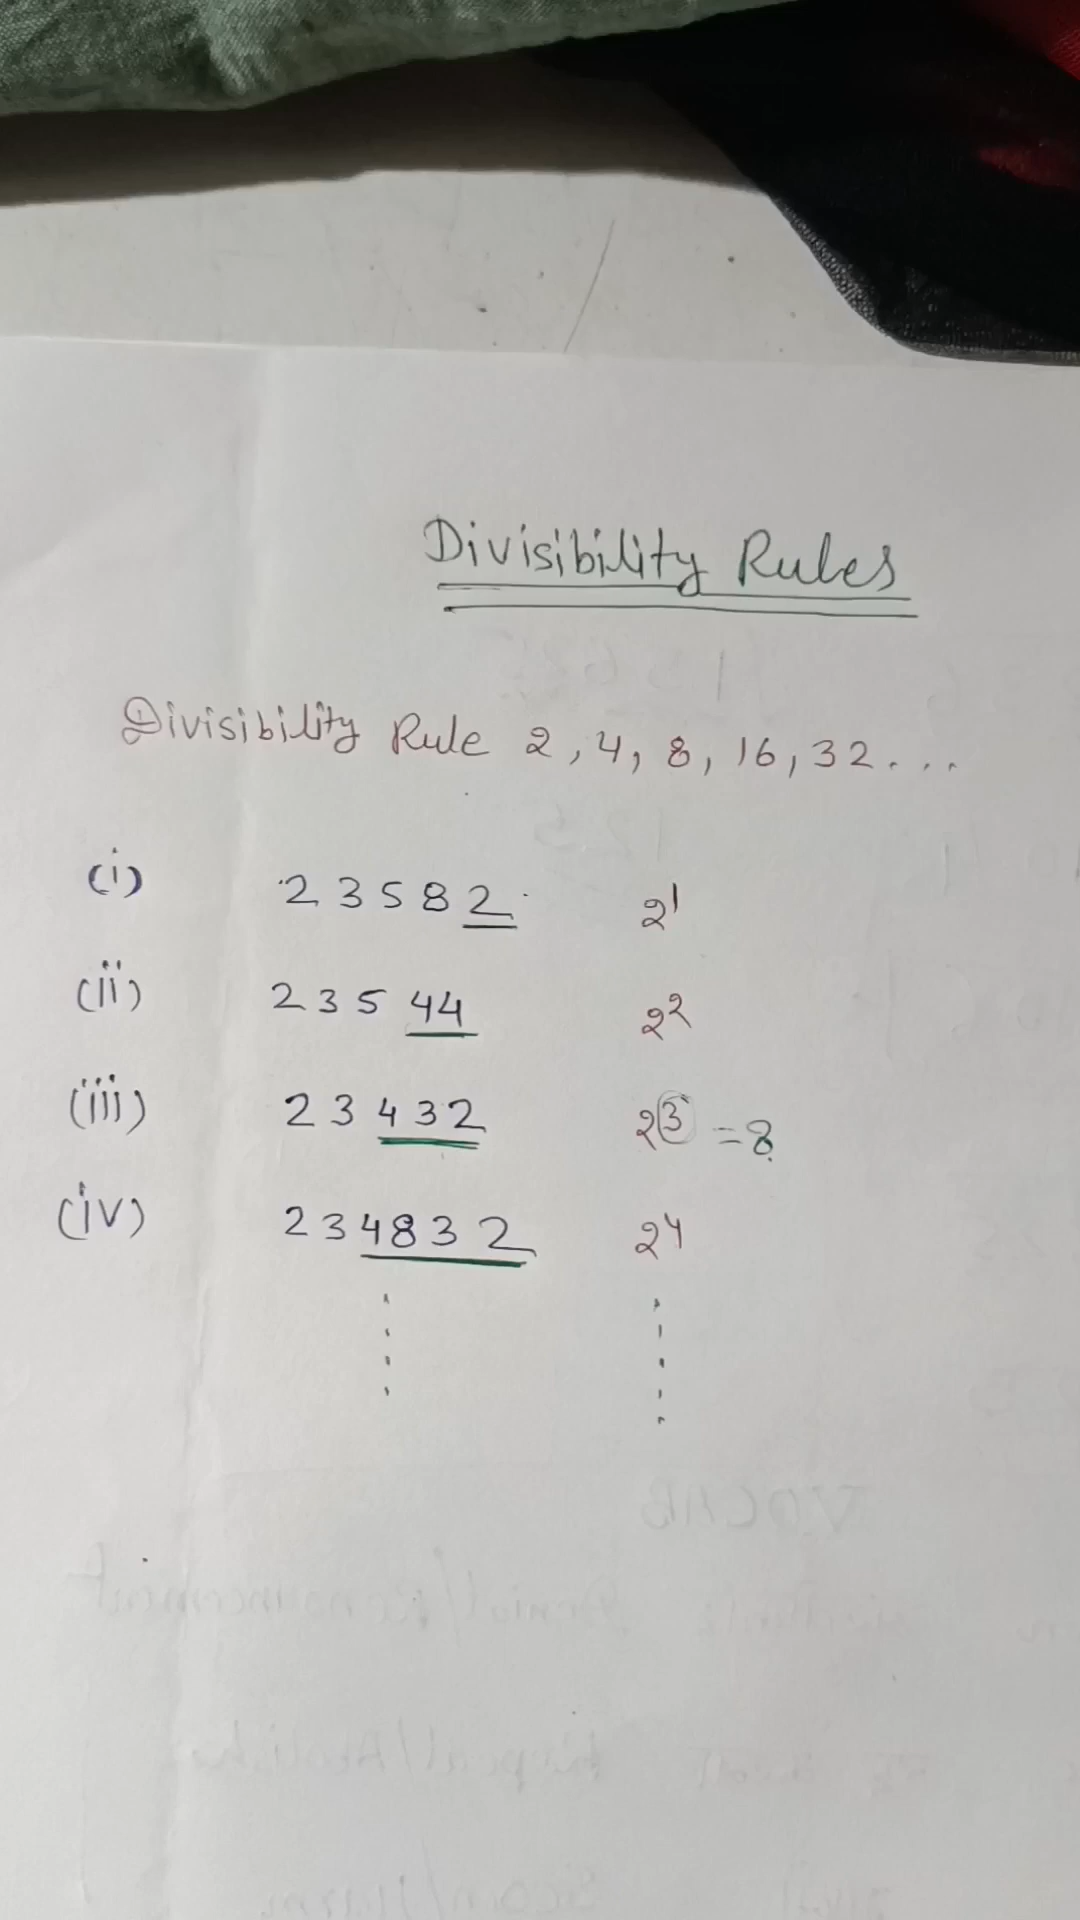 Divisibility Rules
Divisibility Rule 2, 4, 8, 16, 32....
(i) 23582 2¹
(ii) 23544 2²
(iii) 23432 2³ = 8
(iv) 234832 2⁴
VOCAB